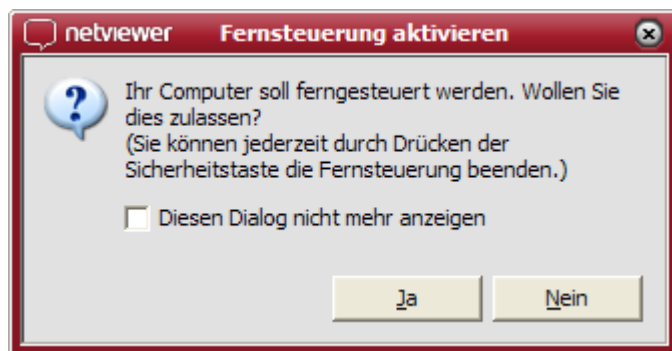 netviewer Fernsteuerung aktivieren
Ihr Computer soll ferngesteuert werden. Wollen Sie
dies zulassen?
(Sie können jederzeit durch Drücken der
Sicherheitstaste die Fernsteuerung beenden.)
Diesen Dialog nicht mehr anzeigen
Ja Nein